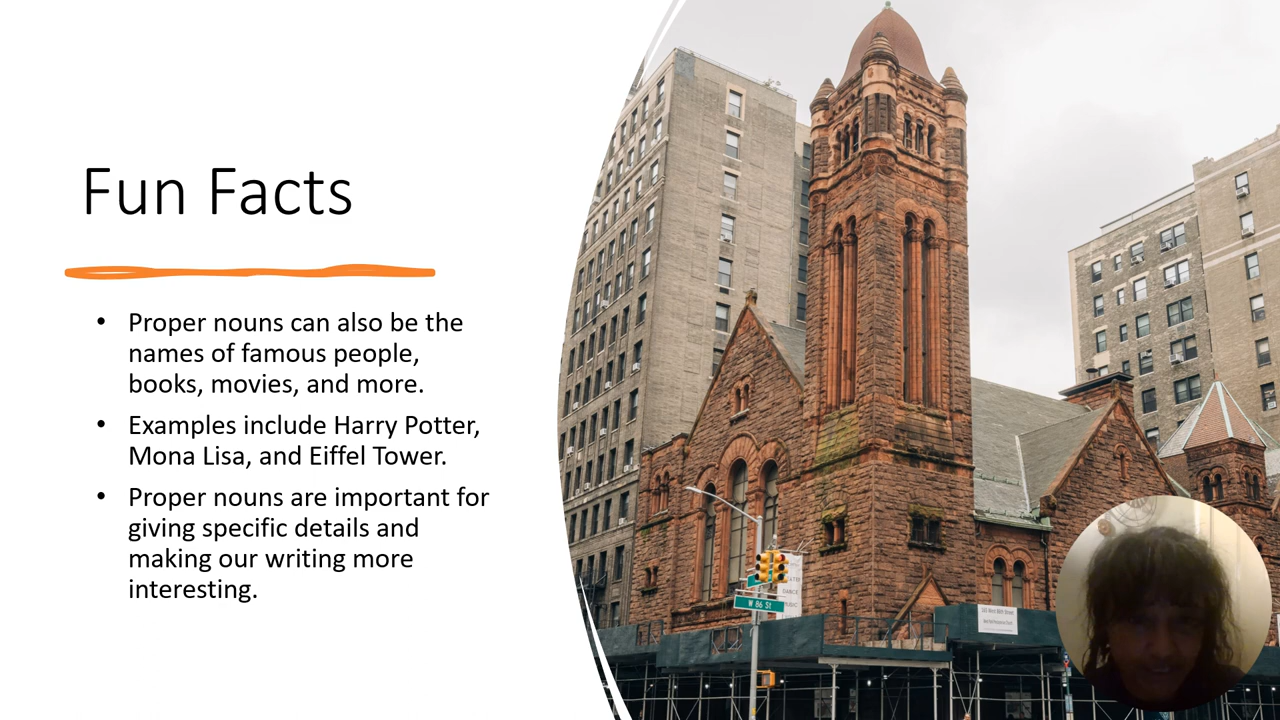 Fun Facts
• Proper nouns can also be the
names of famous people,
books, movies, and more.
• Examples include Harry Potter,
Mona Lisa, and Eiffel Tower.
• Proper nouns are important for
giving specific details and
making our writing more
interesting.
DANCE
W 86 St